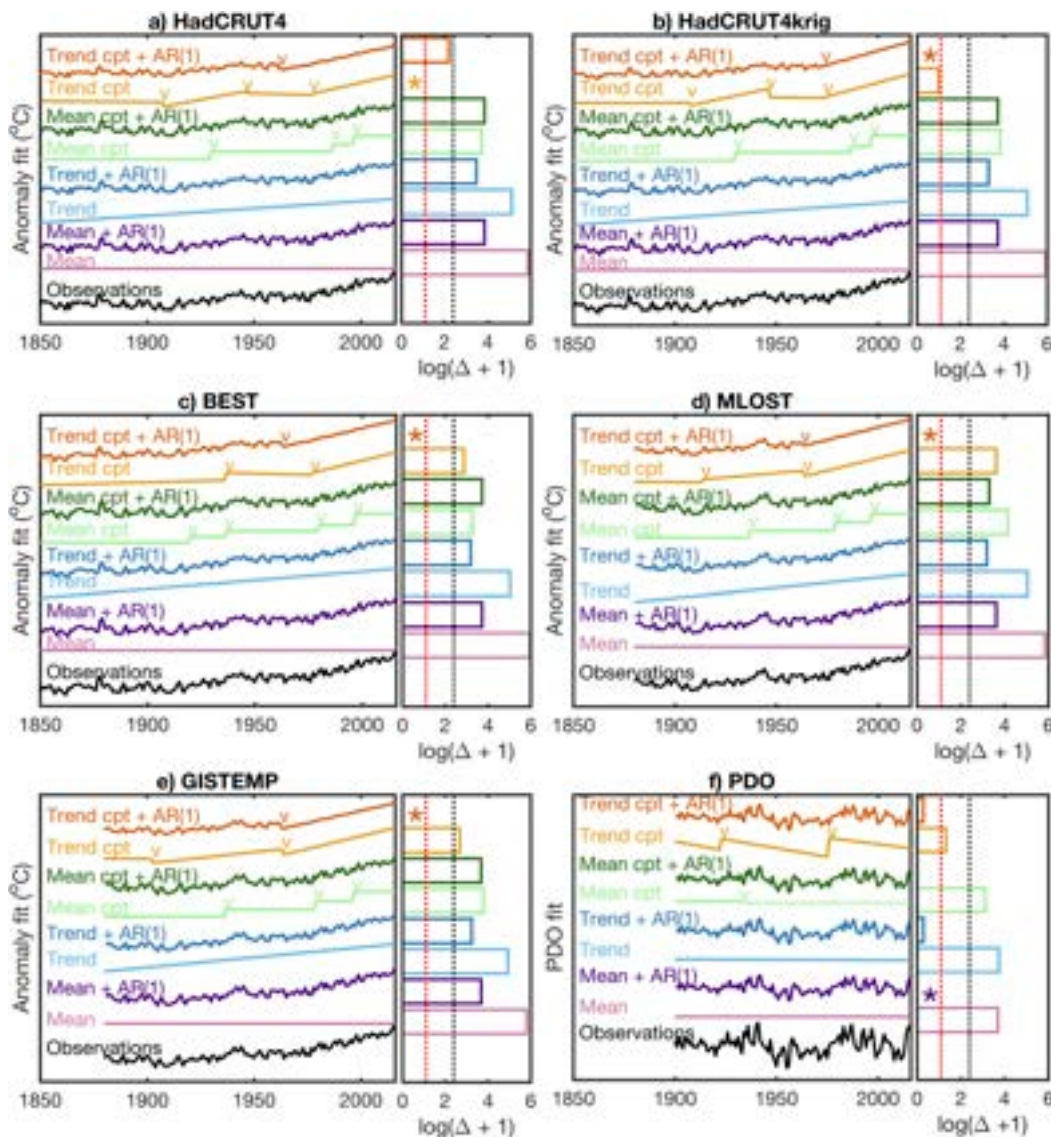 a) HadCRUT4
Anomaly fit (°C)
Trend cpt + AR(1)
Trend cpt
Mean cpt + AR(1)
Mean cpt
Trend + AR(1)
Trend
Mean + AR(1)
Mean
Observations
1850 1900 1950 2000
*
0 2 4 6
log(Δ + 1)
b) HadCRUT4krig
Anomaly fit (°C)
Trend cpt + AR(1)
Trend cpt
Mean cpt + AR(1)
Mean cpt
Trend + AR(1)
Trend
Mean + AR(1)
Mean
Observations
1850 1900 1950 2000
*
0 2 4 6
log(Δ + 1)
c) BEST
Anomaly fit (°C)
Trend cpt + AR(1)
Trend cpt
Mean cpt + AR(1)
Mean cpt
Trend + AR(1)
Trend
Mean + AR(1)
Mean
Observations
1850 1900 1950 2000
*
0 2 4 6
log(Δ + 1)
d) MLOST
Anomaly fit (°C)
Trend cpt + AR(1)
Trend cpt
Mean cpt + AR(1)
Mean cpt
Trend + AR(1)
Trend
Mean + AR(1)
Mean
Observations
1850 1900 1950 2000
*
0 2 4 6
log(Δ + 1)
e) GISTEMP
Anomaly fit (°C)
Trend cpt + AR(1)
Trend cpt
Mean cpt + AR(1)
Mean cpt
Trend + AR(1)
Trend
Mean + AR(1)
Mean
Observations
1850 1900 1950 2000
*
0 2 4 6
log(Δ + 1)
f) PDO
PDO fit
Trend cpt + AR(1)
Trend cpt
Mean cpt + AR(1)
Mean cpt
Trend + AR(1)
Trend
Mean + AR(1)
Mean
Observations
1850 1900 1950 2000
*
0 2 4 6
log(Δ +1)